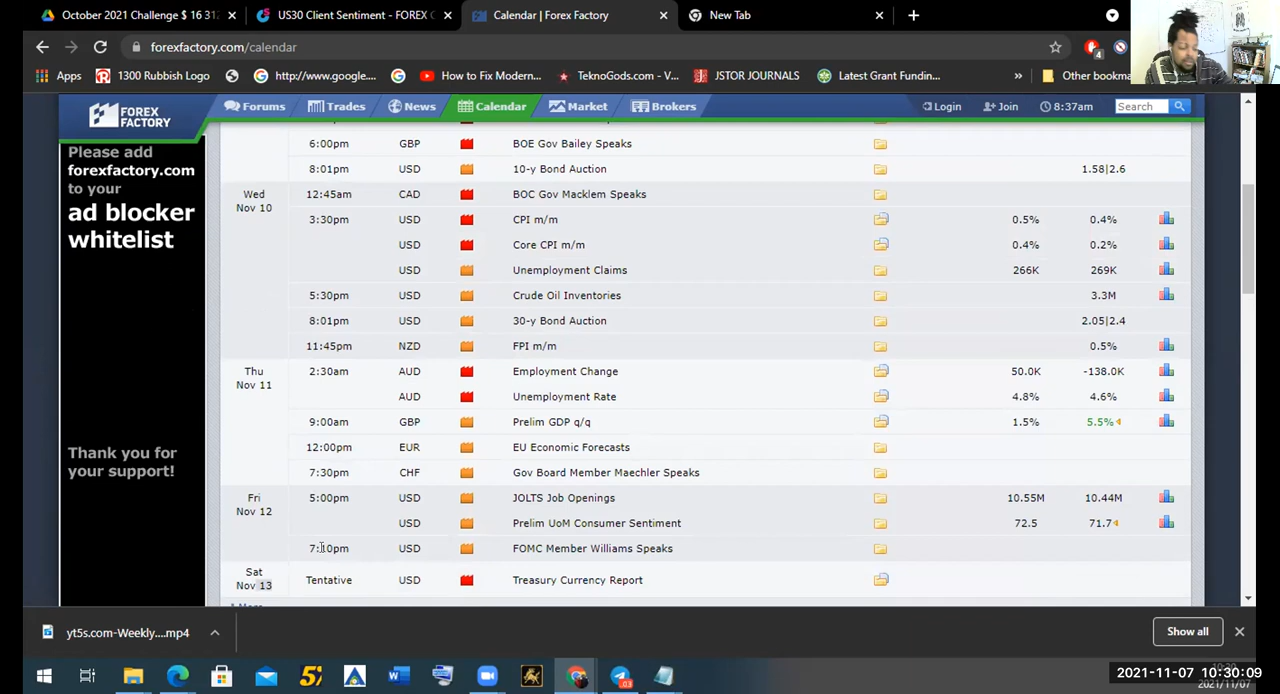 October 2021 Challenge $ 16 31
US30 Client Sentiment - FOREX
Calendar | Forex Factory
New Tab
forexfactory.com/calendar
4
Apps
1300 Rubbish Logo
http://www.google....
How to Fix Modern...
TeknoGods.com - V...
JSTOR JOURNALS
Latest Grant Fundin...
»
Other bookma
FOREX FACTORY
Forums
Trades
News
Calendar
Market
Brokers
Login
Join
8:37am
Search
Please add
forexfactory.com
to your
ad blocker
whitelist
Thank you for
your support!
6:00pm GBP BOE Gov Bailey Speaks
8:01pm USD 10-y Bond Auction 1.58|2.6
Wed Nov 10 12:45am CAD BOC Gov Macklem Speaks
3:30pm USD CPI m/m 0.5% 0.4%
USD Core CPI m/m 0.4% 0.2%
USD Unemployment Claims 266K 269K
5:30pm USD Crude Oil Inventories 3.3M
8:01pm USD 30-y Bond Auction 2.05|2.4
11:45pm NZD FPI m/m 0.5%
Thu Nov 11 2:30am AUD Employment Change 50.0K -138.0K
AUD Unemployment Rate 4.8% 4.6%
9:00am GBP Prelim GDP q/q 1.5% 5.5%
12:00pm EUR EU Economic Forecasts
7:30pm CHF Gov Board Member Maechler Speaks
Fri Nov 12 5:00pm USD JOLTS Job Openings 10.55M 10.44M
USD Prelim UoM Consumer Sentiment 72.5 71.7
7:10pm USD FOMC Member Williams Speaks
Sat Nov 13 Tentative USD Treasury Currency Report
yt5s.com-Weekly....mp4
Show all
2021-11-07 10:30:09
2021/11/07